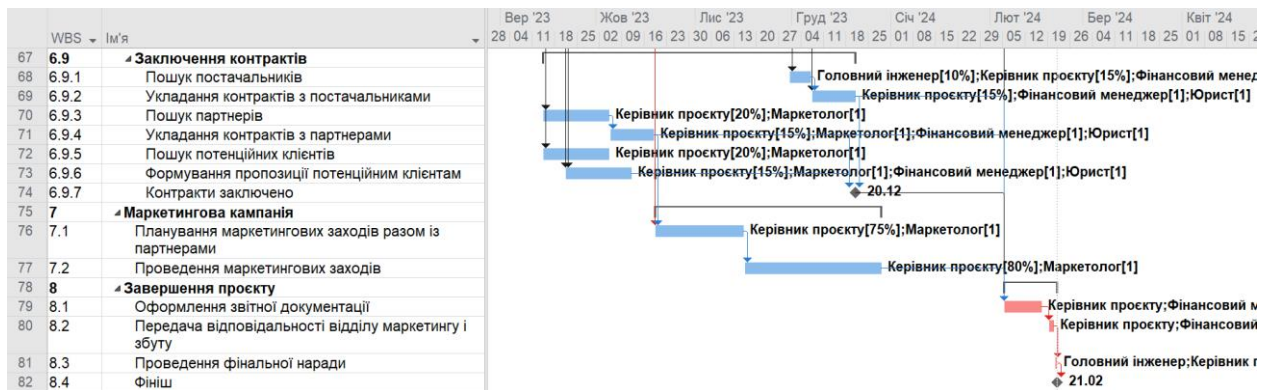 Вер '23 Жов '23 Лис '23 Груд '23 Січ '24 Лют '24 Бер '24 Квіт '24
WBS Ім'я 28 04 11 18 25 02 09 16 23 30 06 13 20 27 04 11 18 25 01 08 15 22 29 05 12 19 26 04 11 18 25 01 08 15
67 6.9 Заключення контрактів
68 6.9.1 Пошук постачальників Головний інженер[10%];Керівник проєкту[15%];Фінансовий менед
69 6.9.2 Укладання контрактів з постачальниками Керівник проєкту[15%];Фінансовий менеджер[1];Юрист[1]
70 6.9.3 Пошук партнерів Керівник проєкту[20%];Маркетолог[1]
71 6.9.4 Укладання контрактів з партнерами Керівник проєкту[15%];Маркетолог[1];Фінансовий менеджер[1];Юрист[1]
72 6.9.5 Пошук потенційних клієнтів Керівник проєкту[20%];Маркетолог[1]
73 6.9.6 Формування пропозиції потенційним клієнтам Керівник проєкту[15%];Маркетолог[1];Фінансовий менеджер[1];Юрист[1]
74 6.9.7 Контракти заключено 20.12
75 7 Маркетингова кампанія
76 7.1 Планування маркетингових заходів разом із Керівник проєкту[75%];Маркетолог[1]
партнерами
77 7.2 Проведення маркетингових заходів Керівник проєкту[80%];Маркетолог[1]
78 8 Завершення проєкту
79 8.1 Оформлення звітної документації Керівник проєкту;Фінансовий м
80 8.2 Передача відповідальності відділу маркетингу і Керівник проєкту;Фінансовий
збуту
81 8.3 Проведення фінальної наради Головний інженер;Керівник
82 8.4 Фініш 21.02